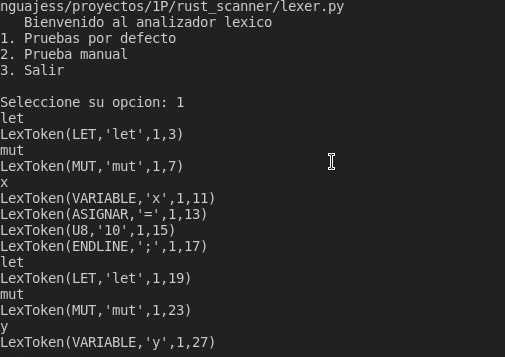 nguajess/proyectos/1P/rust_scanner/lexer.py
Bienvenido al analizador lexico
1. Pruebas por defecto
2. Prueba manual
3. Salir
Seleccione su opcion: 1
let
LexToken(LET,'let',1,3)
mut
LexToken(MUT,'mut',1,7)
x
LexToken(VARIABLE,'x',1,11)
LexToken(ASIGNAR,'=',1,13)
LexToken(U8,'10',1,15)
LexToken(ENDLINE,';',1,17)
let
LexToken(LET,'let',1,19)
mut
LexToken(MUT,'mut',1,23)
y
LexToken(VARIABLE,'y',1,27)